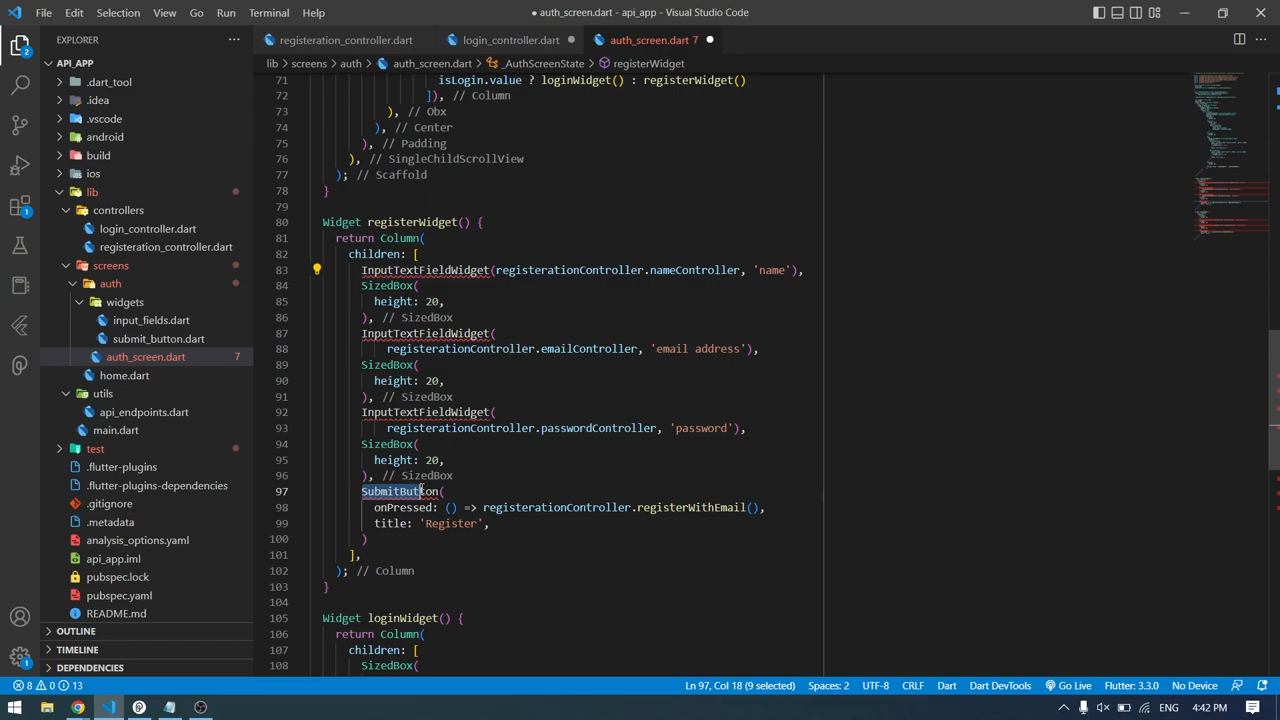 File Edit Selection View Go Run Terminal Help
● auth_screen.dart - api_app - Visual Studio Code
EXPLORER
API_APP
.dart_tool
.idea
.vscode
android
build
ios
lib
controllers
login_controller.dart
registeration_controller.dart
screens
auth
widgets
input_fields.dart
submit_button.dart
auth_screen.dart 7
home.dart
utils
api_endpoints.dart
main.dart
test
.flutter-plugins
.flutter-plugins-dependencies
.gitignore
.metadata
analysis_options.yaml
api_app.iml
pubspec.lock
pubspec.yaml
README.md
OUTLINE
TIMELINE
DEPENDENCIES
2
1
1
registeration_controller.dart login_controller.dart ● auth_screen.dart 7 ●
lib > screens > auth > auth_screen.dart > _AuthScreenState > registerWidget
71 isLogin.value ? loginWidget() : registerWidget()
72 ]), // Column
73 ), // Obx
74 ), // Center
75 ), // Padding
76 ), // SingleChildScrollView
77 ); // Scaffold
78 }
79
80 Widget registerWidget() {
81 return Column(
82 children: [
83 InputTextFieldWidget(registerationController.nameController, 'name'),
84 SizedBox(
85 height: 20,
86 ), // SizedBox
87 InputTextFieldWidget(
88 registerationController.emailController, 'email address'),
89 SizedBox(
90 height: 20,
91 ), // SizedBox
92 InputTextFieldWidget(
93 registerationController.passwordController, 'password'),
94 SizedBox(
95 height: 20,
96 ), // SizedBox
97 SubmitButton(
98 onPressed: () => registerationController.registerWithEmail(),
99 title: 'Register',
100 )
101 ],
102 ); // Column
103 }
104
105 Widget loginWidget() {
106 return Column(
107 children: [
108 SizedBox(
8 0 13 Ln 97, Col 18 (9 selected) Spaces: 2 UTF-8 CRLF Dart Dart DevTools Go Live Flutter: 3.3.0 No Device
ENG 4:42 PM